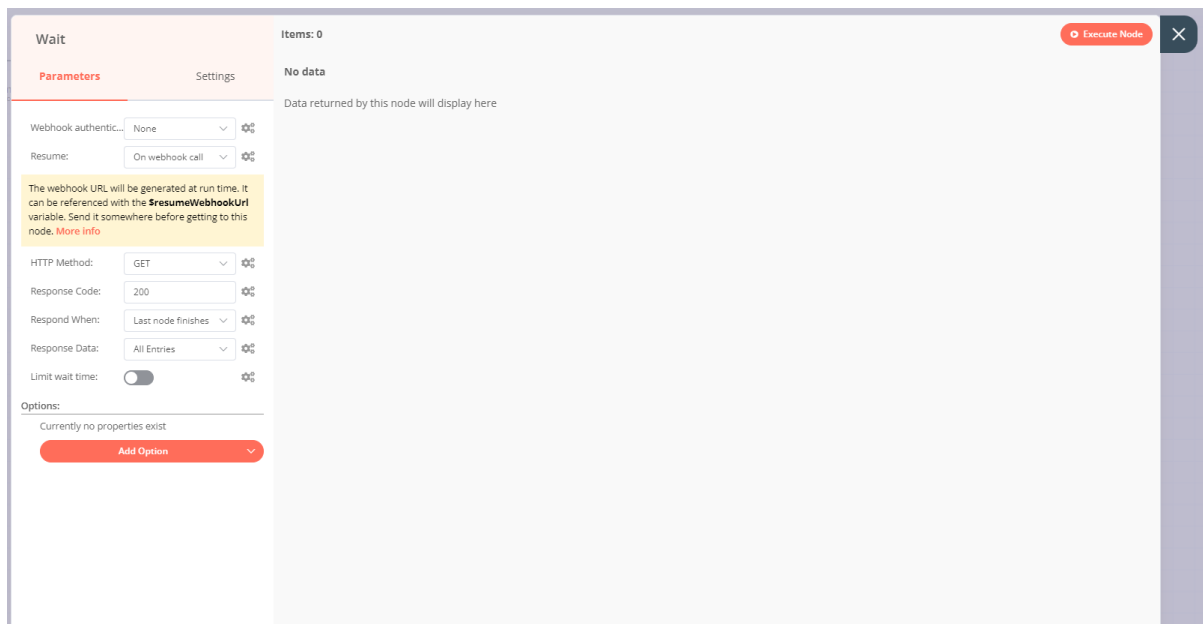 Wait
Items: 0
Execute Node
Parameters
Settings
No data
Data returned by this node will display here
Webhook authentic...
None
Resume:
On webhook call
The webhook URL will be generated at run time. It
can be referenced with the $resumeWebhookUrl
variable. Send it somewhere before getting to this
node. More info
HTTP Method:
GET
Response Code:
200
Respond When:
Last node finishes
Response Data:
All Entries
Limit wait time:
Options:
Currently no properties exist
Add Option